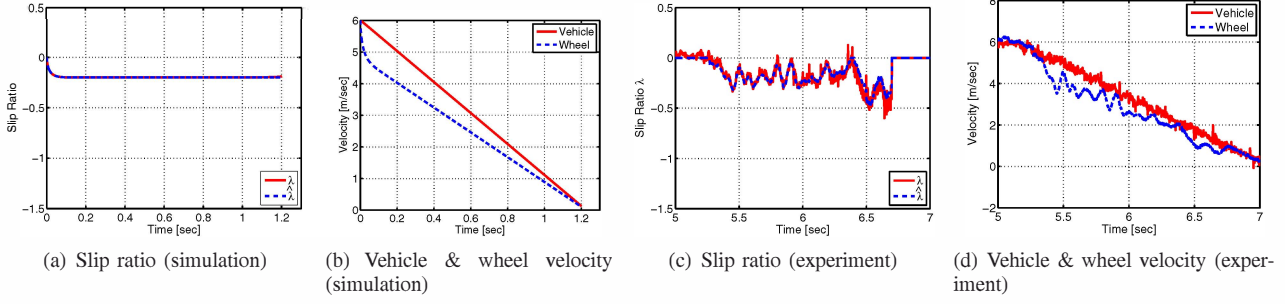 0.5
0
−0.5
−1
−1.5
Slip Ratio
0
0.2
0.4
0.6
0.8
1
1.2
Time [sec]
λ
λ̂
(a) Slip ratio (simulation)
6
5
4
3
2
1
0
Velocity [m/sec]
0
0.2
0.4
0.6
0.8
1
1.2
Time [sec]
Vehicle
Wheel
(b) Vehicle & wheel velocity
(simulation)
0.5
0
−0.5
−1
−1.5
Slip Ratio λ
5
5.5
6
6.5
7
Time [sec]
λ
λ̂
(c) Slip ratio (experiment)
8
6
4
2
0
−2
Velocity [m/sec]
5
5.5
6
6.5
7
Time [sec]
Vehicle
Wheel
(d) Vehicle & wheel velocity (exper-
iment)